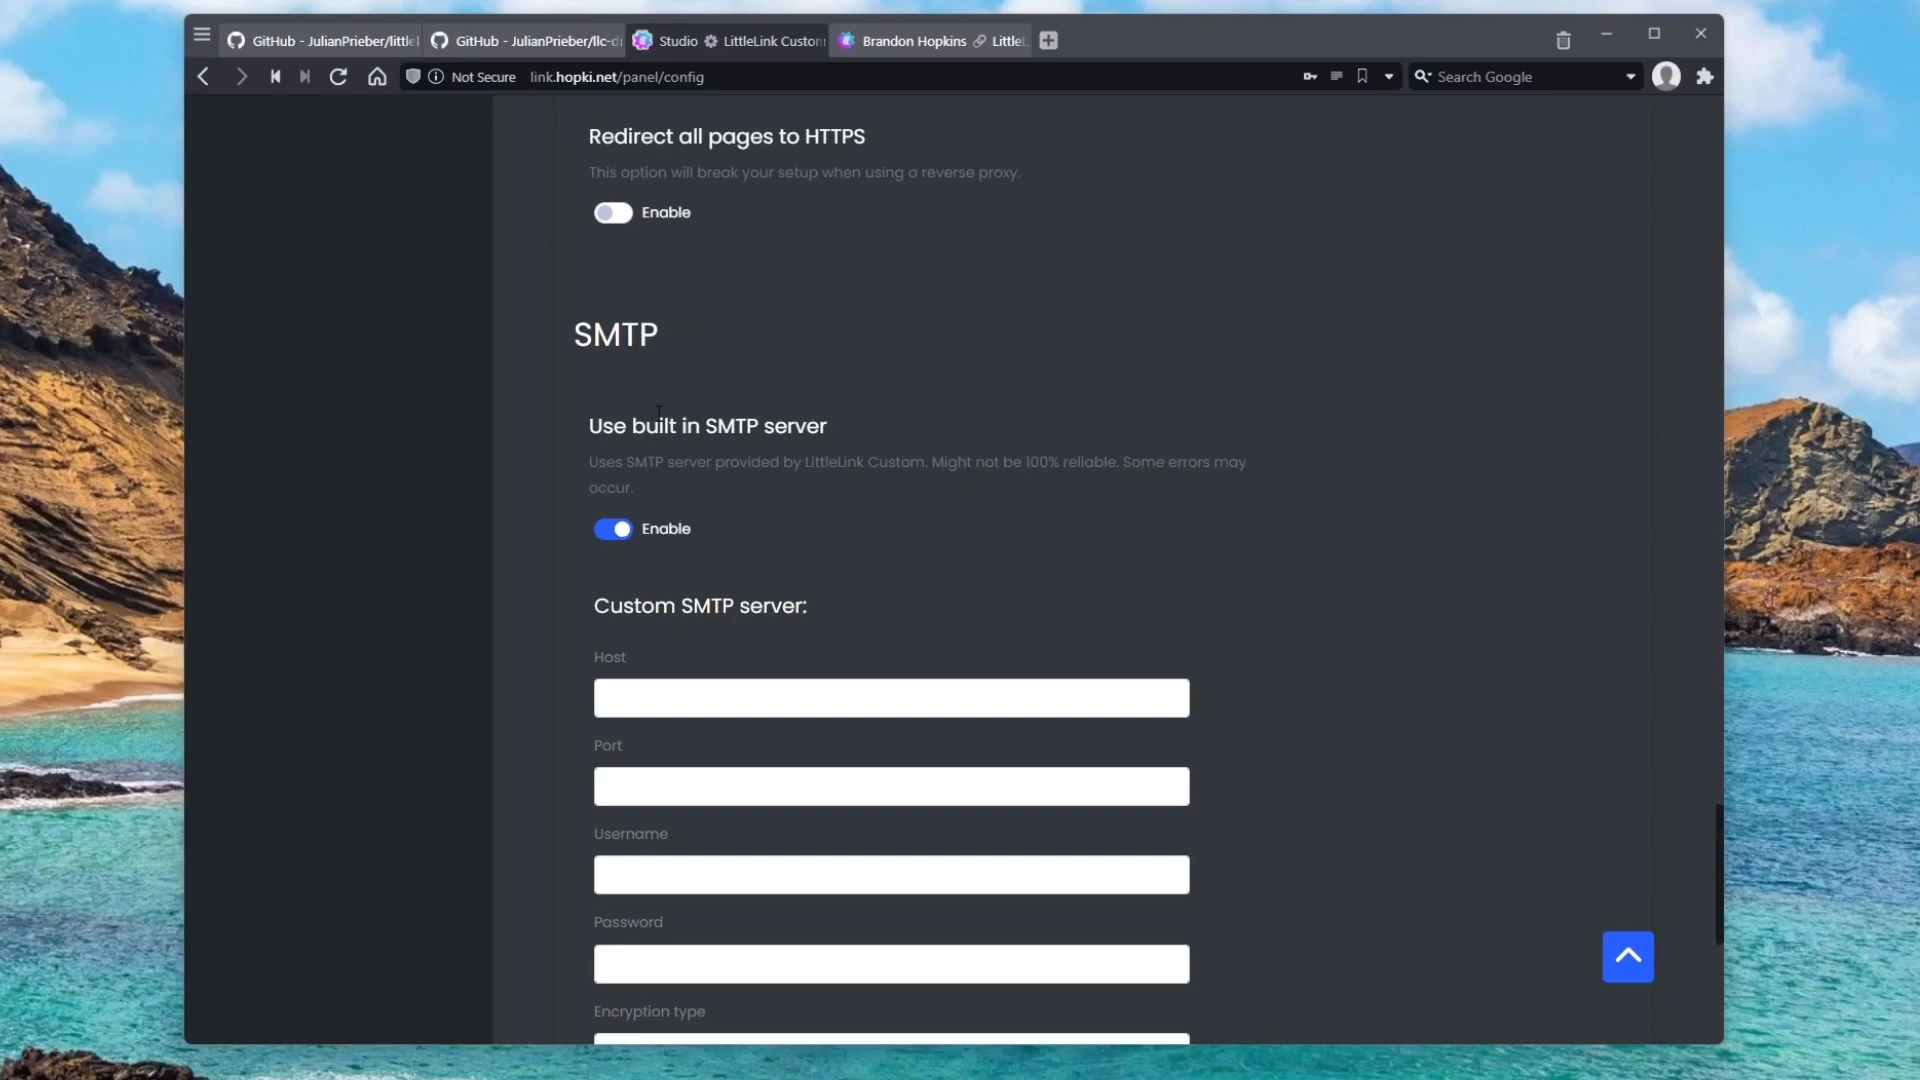 GitHub - JulianPrieber/littlel
GitHub - JulianPrieber/llc-d
Studio LittleLink Custom
Brandon Hopkins LittleL
Not Secure link.hopki.net/panel/config
Search Google
Redirect all pages to HTTPS
This option will break your setup when using a reverse proxy.
Enable
SMTP
Use built in SMTP server
Uses SMTP server provided by LittleLink Custom. Might not be 100% reliable. Some errors may
occur.
Enable
Custom SMTP server:
Host
Port
Username
Password
Encryption type